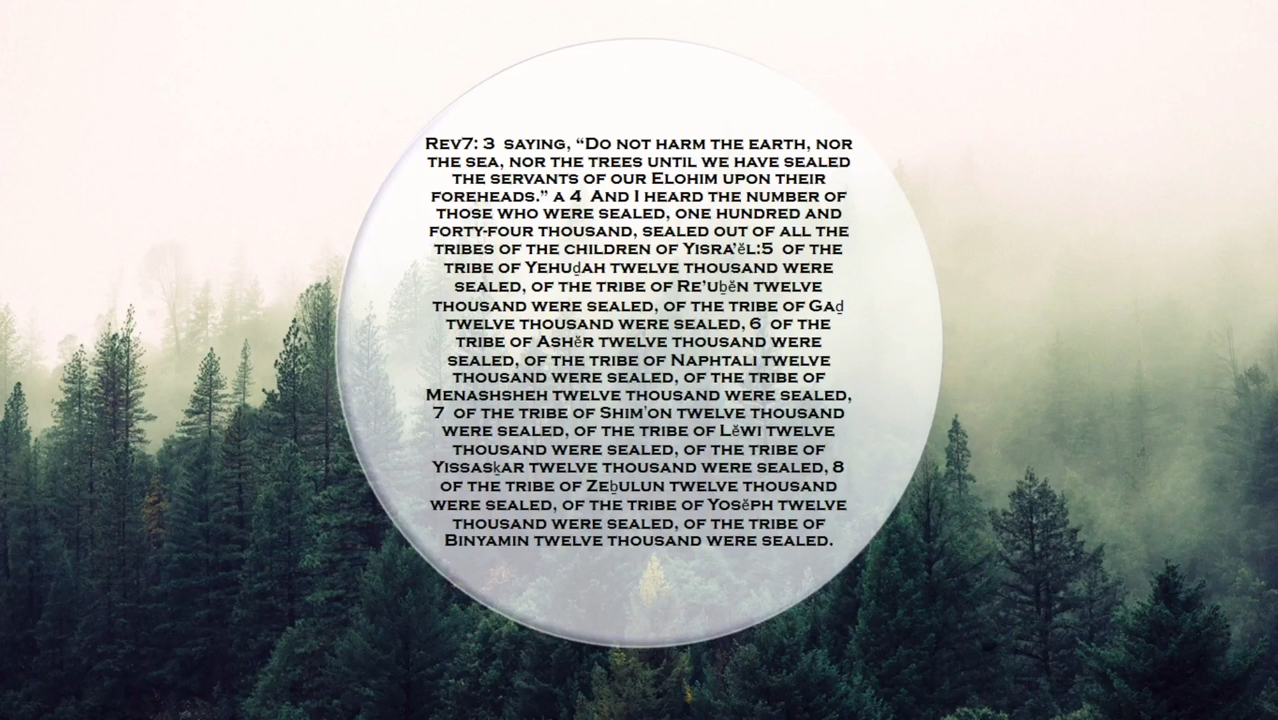 Rev7: 3 saying, “Do not harm the earth, nor
the sea, nor the trees until we have sealed
the servants of our Elohim upon their
foreheads.” a 4 And I heard the number of
those who were sealed, one hundred and
forty-four thousand, sealed out of all the
tribes of the children of Yisra’ĕl:5 of the
tribe of Yehuḏah twelve thousand were
sealed, of the tribe of Re’uḇĕn twelve
thousand were sealed, of the tribe of Gaḏ
twelve thousand were sealed, 6 of the
tribe of Ashĕr twelve thousand were
sealed, of the tribe of Naphtali twelve
thousand were sealed, of the tribe of
Menashsheh twelve thousand were sealed,
7 of the tribe of Shimʽon twelve thousand
were sealed, of the tribe of Lĕwi twelve
thousand were sealed, of the tribe of
Yissasḵar twelve thousand were sealed, 8
of the tribe of Zeḇulun twelve thousand
were sealed, of the tribe of Yosĕph twelve
thousand were sealed, of the tribe of
Binyamin twelve thousand were sealed.